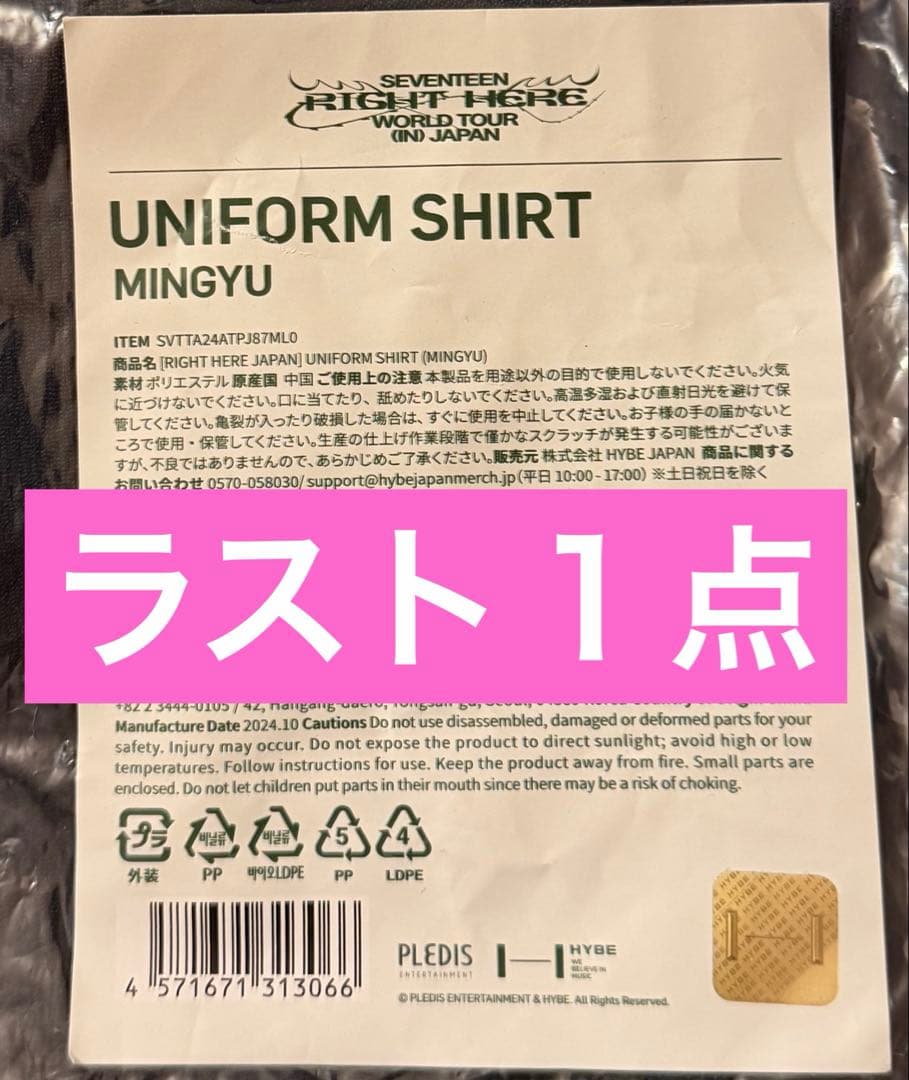 SEVENTEEN
RIGHT HERE
WORLD TOUR
(IN) JAPAN
UNIFORM SHIRT
MINGYU
ITEM SVTTA24ATPJ87ML0
商品名 [RIGHT HERE JAPAN] UNIFORM SHIRT (MINGYU)
素材 ポリエステル 原産国 中国 ご使用上の注意 本製品を用途以外の目的で使用しないでください。火気
に近づけないでください。口に当てたり、舐めたりしないでください。高温多湿および直射日光を避けて保
管してください。亀裂が入ったり破損した場合は、すぐに使用を中止してください。お子様の手の届かないと
ころで使用・保管してください。生産の仕上げ作業段階で僅かなスクラッチが発生する可能性がございま
すが、不良ではありませんので、あらかじめご了承ください。販売元 株式会社 HYBE JAPAN 商品に関する
お問い合わせ 0570-058030/ support@hybejapanmerch.jp (平日 10:00 - 17:00) ※土日祝日を除く
ラスト1点
+82 2 3444-0105 / 42, Hangang-daero, Yongsan-gu, Seoul,
Manufacture Date 2024.10 Cautions Do not use disassembled, damaged or deformed parts for your
safety. Injury may occur. Do not expose the product to direct sunlight; avoid high or low
temperatures. Follow instructions for use. Keep the product away from fire. Small parts are
enclosed. Do not let children put parts in their mouth since there may be a risk of choking.
プラ 비닐류 비닐류 5 4
外装 PP 바이오LDPE PP LDPE
4 571671 313066
PLEDIS
ENTERTAINMENT
HYBE
WE
BELIEVE IN
MUSIC
© PLEDIS ENTERTAINMENT & HYBE. All Rights Reserved.